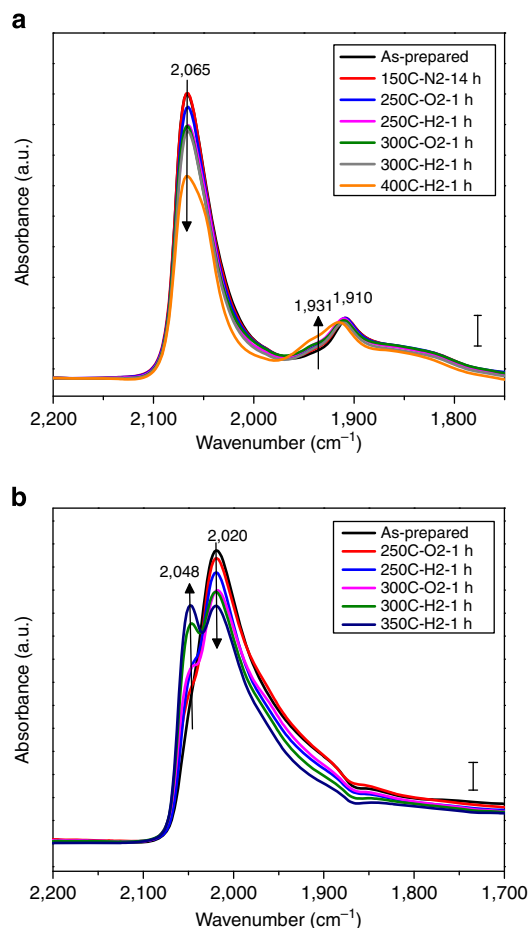 a
2,065
As-prepared
150C-N2-14 h
250C-O2-1 h
250C-H2-1 h
300C-O2-1 h
300C-H2-1 h
400C-H2-1 h
1,931
1,910
Absorbance (a.u.)
2,200 2,100 2,000 1,900 1,800
Wavenumber (cm⁻¹)
b
2,020
2,048
As-prepared
250C-O2-1 h
250C-H2-1 h
300C-O2-1 h
300C-H2-1 h
350C-H2-1 h
Absorbance (a.u.)
2,200 2,100 2,000 1,900 1,800 1,700
Wavenumber (cm⁻¹)